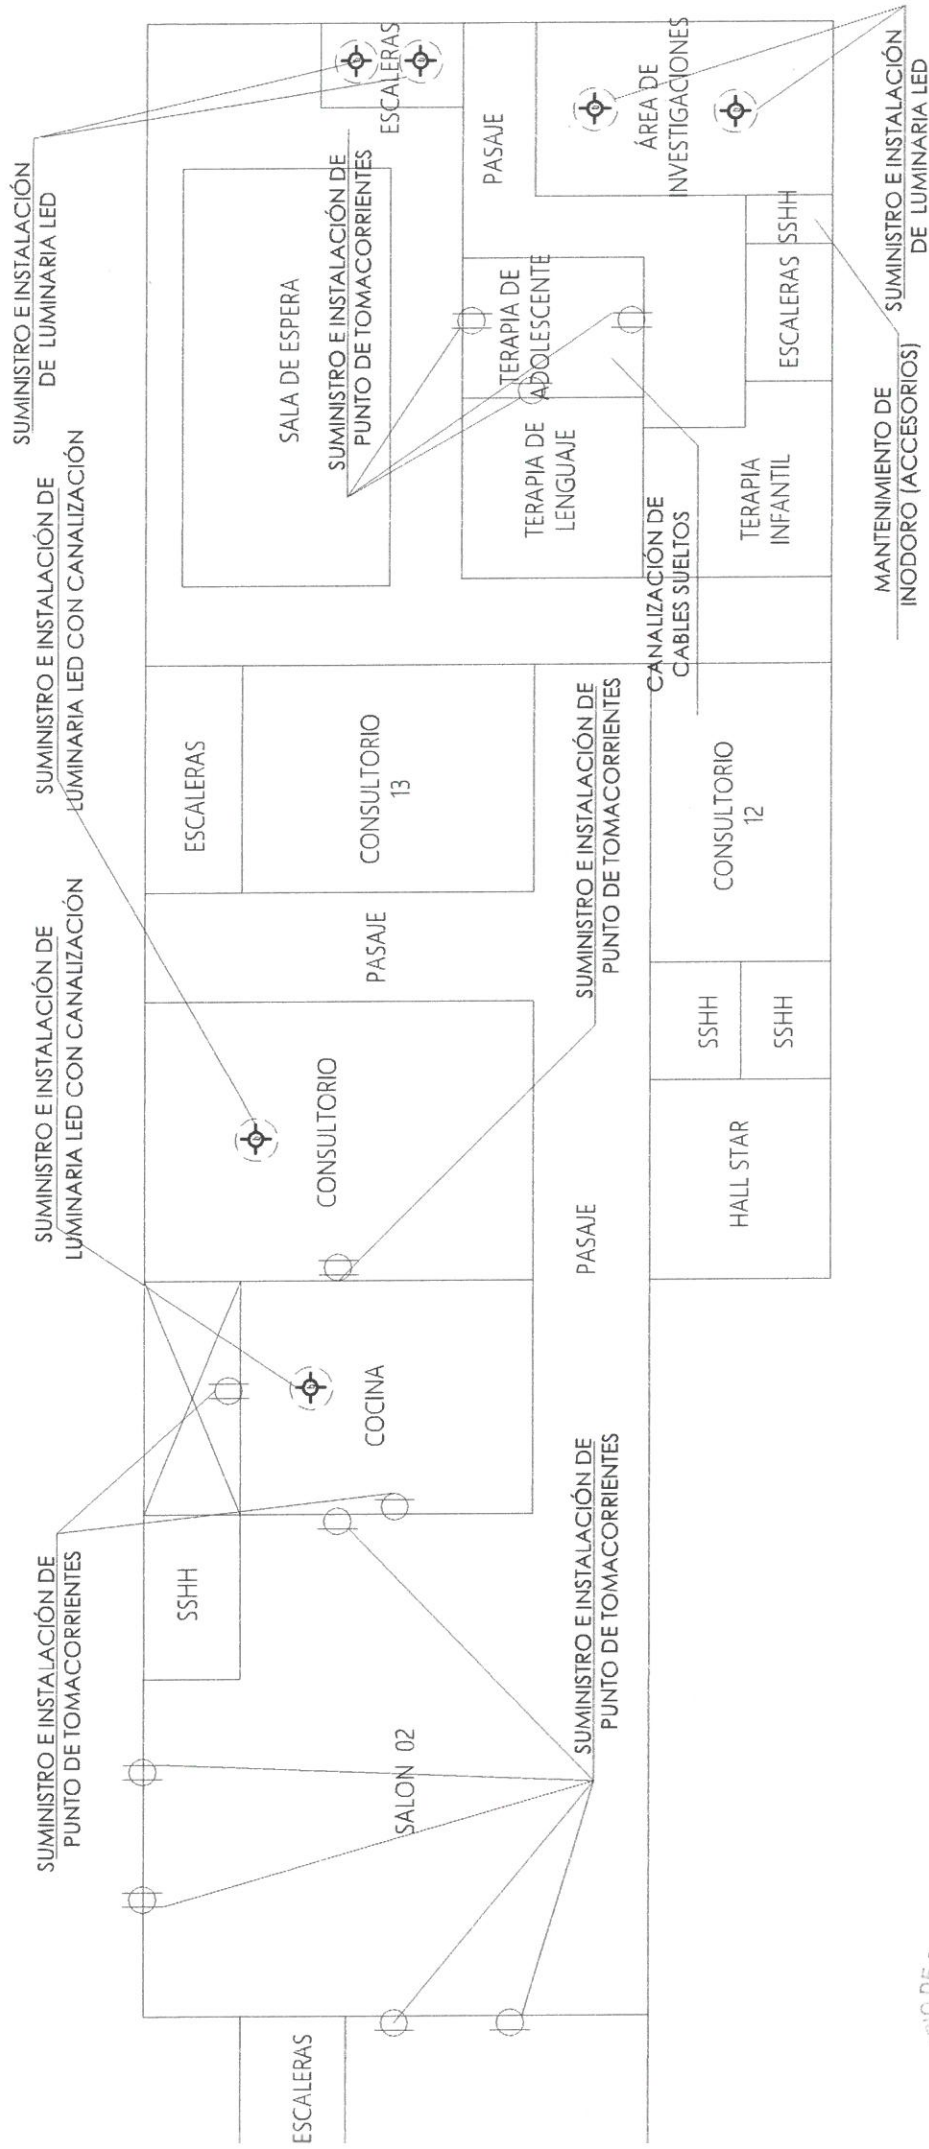 SUMINISTRO E INSTALACIÓN DE
PUNTO DE TOMACORRIENTES
SUMINISTRO E INSTALACIÓN DE
LUMINARIA LED CON CANALIZACIÓN
SUMINISTRO E INSTALACIÓN DE
LUMINARIA LED CON CANALIZACIÓN
SUMINISTRO E INSTALACIÓN
DE LUMINARIA LED
ESCALERAS
SALON 02
SSHH
COCINA
CONSULTORIO
PASAJE
ESCALERAS
CONSULTORIO
13
SALA DE ESPERA
ESCALERAS
SUMINISTRO E INSTALACIÓN DE
PUNTO DE TOMACORRIENTES
PASAJE
TERAPIA DE
LENGUAJE
TERAPIA DE
ADOLESCENTE
ÁREA DE
INVESTIGACIONES
SUMINISTRO E INSTALACIÓN DE
PUNTO DE TOMACORRIENTES
PASAJE
SUMINISTRO E INSTALACIÓN DE
PUNTO DE TOMACORRIENTES
CANALIZACIÓN DE
CABLES SUELTOS
HALL STAR
SSHH
SSHH
CONSULTORIO
12
TERAPIA
INFANTIL
ESCALERAS
SSHH
MANTENIMIENTO DE
INODORO (ACCESORIOS)
SUMINISTRO E INSTALACIÓN
DE LUMINARIA LED